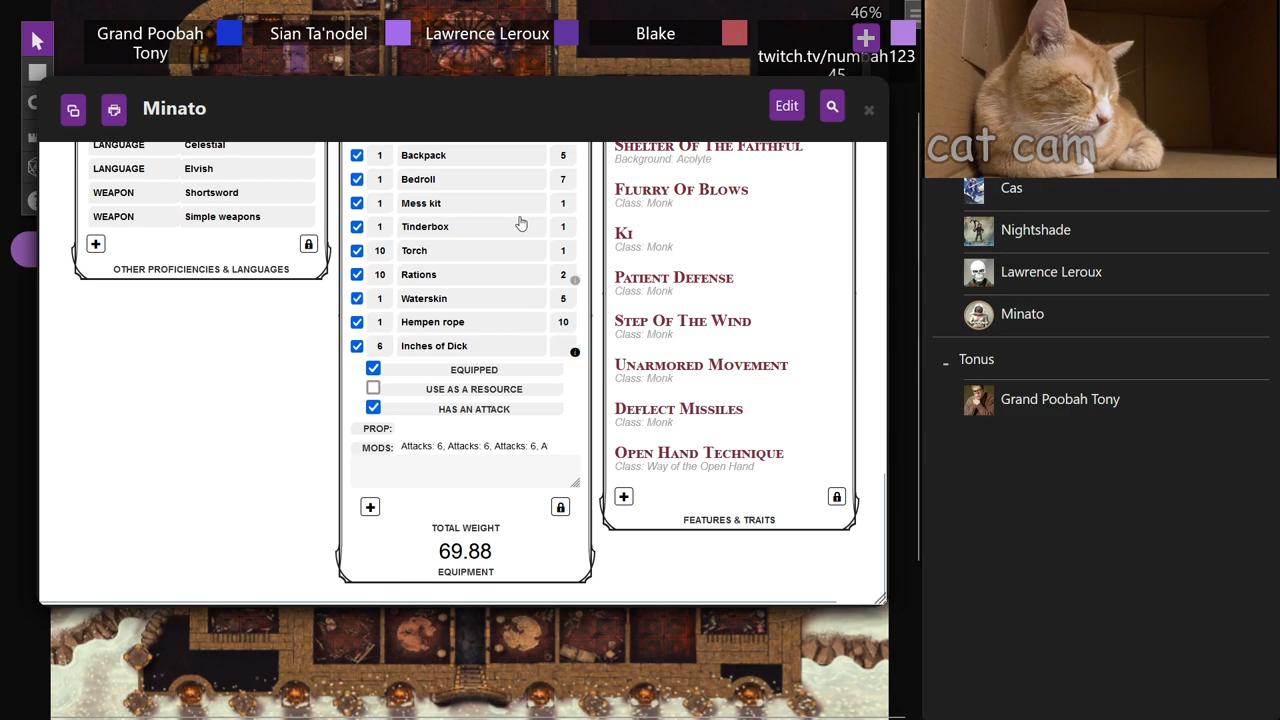 46%
Grand Poobah Tony
Sian Ta'nodel
Lawrence Leroux
Blake
twitch.tv/numbah123
45
Minato
Edit
cat cam
LANGUAGE Celestial
LANGUAGE Elvish
WEAPON Shortsword
WEAPON Simple weapons
OTHER PROFICIENCIES & LANGUAGES
1 Backpack 5
1 Bedroll 7
1 Mess kit 1
1 Tinderbox 1
10 Torch 1
10 Rations 2
1 Waterskin 5
1 Hempen rope 10
6 Inches of Dick
EQUIPPED
USE AS A RESOURCE
HAS AN ATTACK
PROP:
MODS: Attacks: 6, Attacks: 6, Attacks: 6, A
TOTAL WEIGHT
69.88
EQUIPMENT
SHELTER OF THE FAITHFUL
Background: Acolyte
FLURRY OF BLOWS
Class: Monk
KI
Class: Monk
PATIENT DEFENSE
Class: Monk
STEP OF THE WIND
Class: Monk
UNARMORED MOVEMENT
Class: Monk
DEFLECT MISSILES
Class: Monk
OPEN HAND TECHNIQUE
Class: Way of the Open Hand
FEATURES & TRAITS
Cas
Nightshade
Lawrence Leroux
Minato
Tonus
Grand Poobah Tony